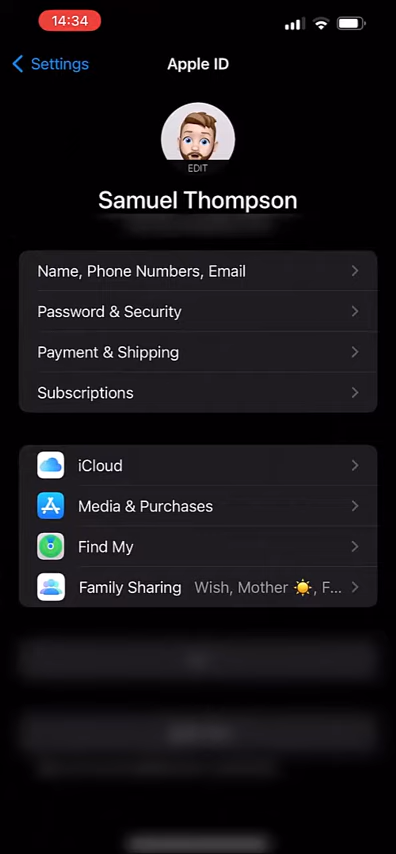 14:34
Settings
Apple ID
EDIT
Samuel Thompson
Name, Phone Numbers, Email
Password & Security
Payment & Shipping
Subscriptions
iCloud
Media & Purchases
Find My
Family Sharing Wish, Mother ☀️, F...